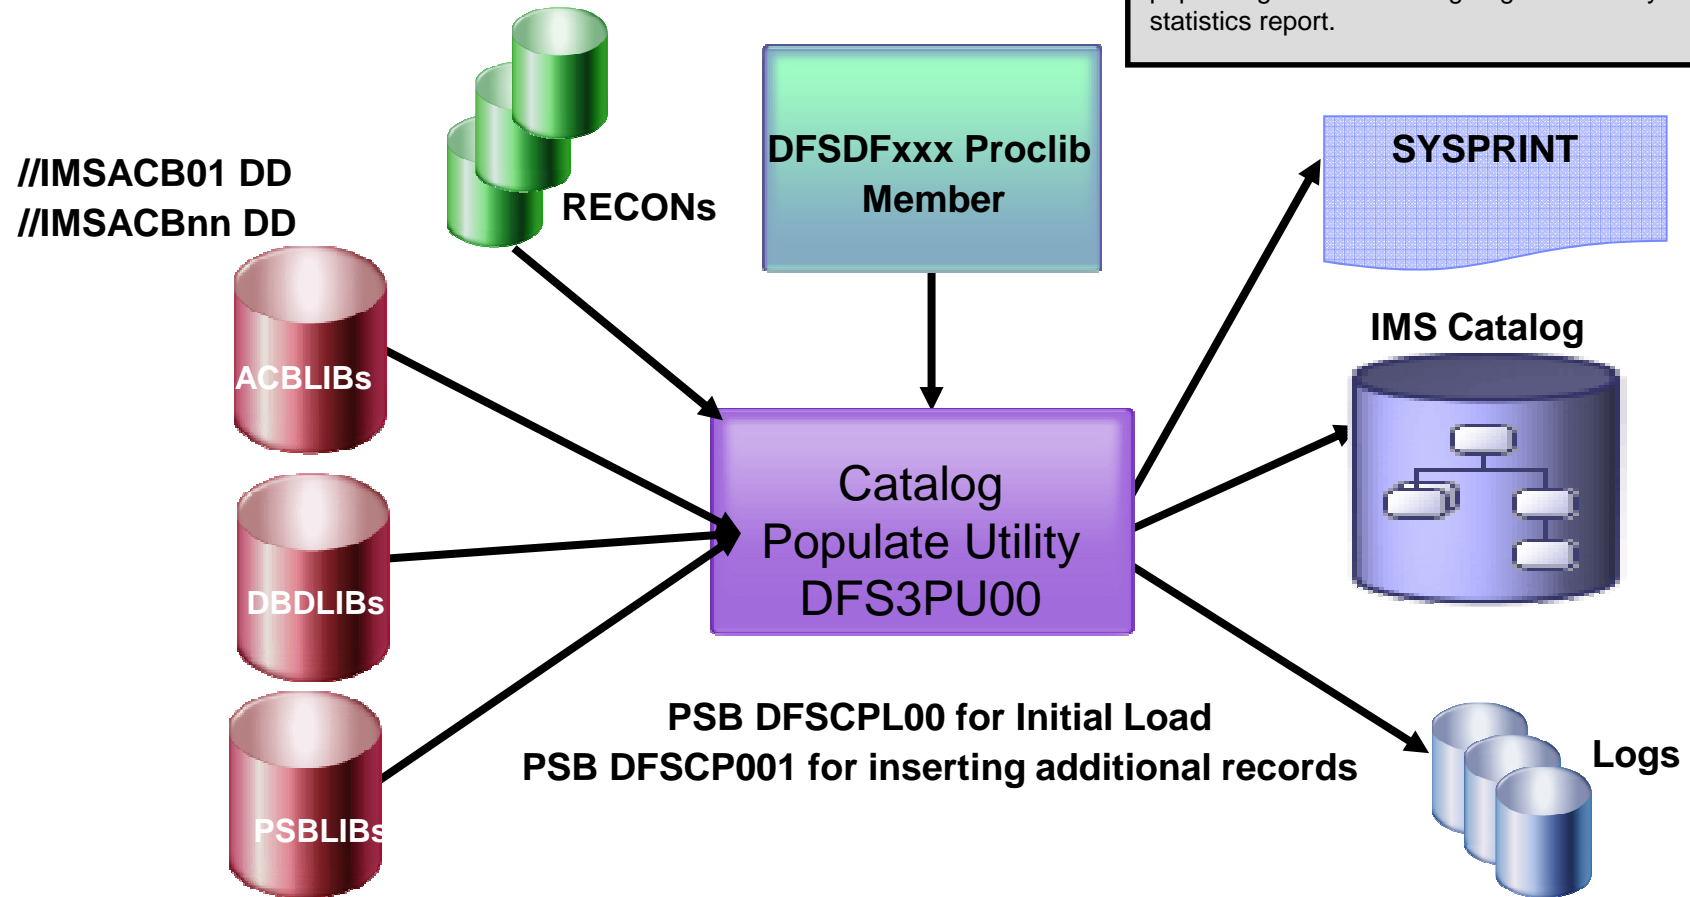 statistics report.
//IMSACB01 DD
//IMSACBnn DD
RECONs
DFSDFxxx Proclib
Member
SYSPRINT
IMS Catalog
ACBLIBs
DBDLIBs
PSBLIBs
Catalog
Populate Utility
DFS3PU00
PSB DFSCPL00 for Initial Load
PSB DFSCP001 for inserting additional records
Logs